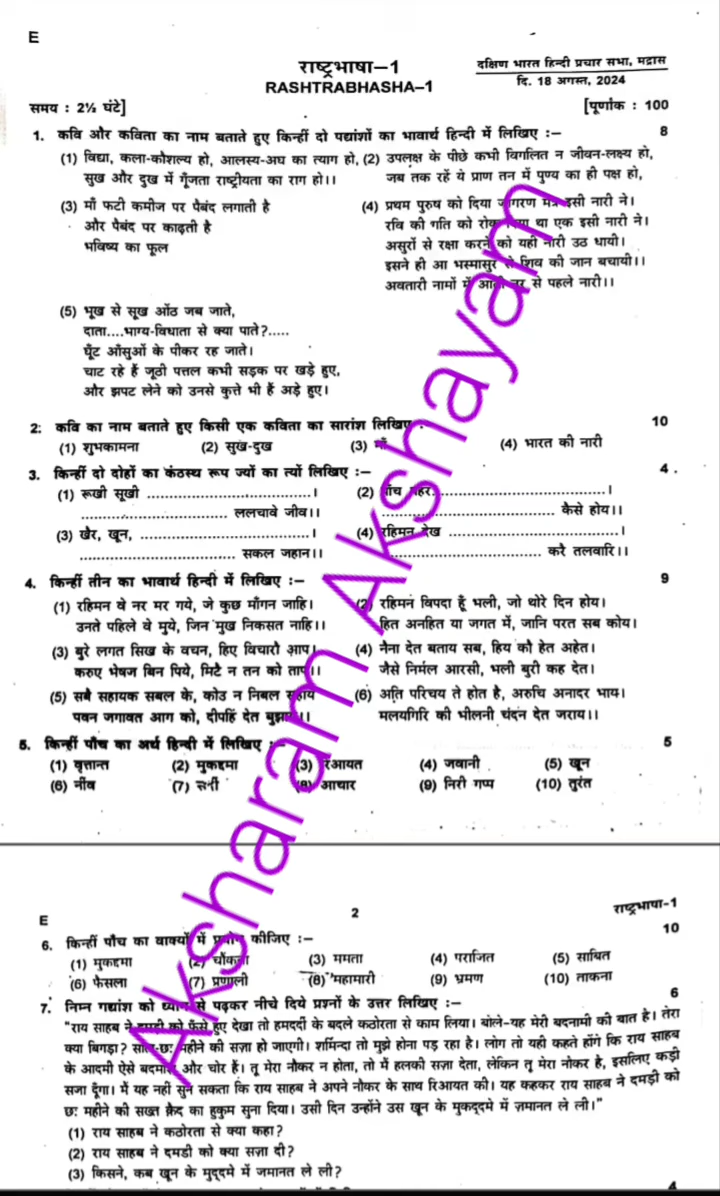 E
राष्ट्रभाषा–1
दक्षिण भारत हिन्दी प्रचार सभा, मद्रास
RASHTRABHASHA–1
दि. 18 अगस्त, 2024
समय : 2½ घंटे]
[पूर्णांक : 100
1. कवि और कविता का नाम बताते हुए किन्हीं दो पद्यांशों का भावार्थ हिन्दी में लिखिए :– 8
(1) विद्या, कला-कौशल्य हो, आलस्य-अघ का त्याग हो,
सुख और दुख में गूँजता राष्ट्रीयता का राग हो।।
(2) उपलक्ष के पीछे कभी विगलित न जीवन-लक्ष्य हो,
जब तक रहें ये प्राण तन में पुण्य का ही पक्ष हो,
(3) माँ फटी कमीज पर पैबंद लगाती है
और पैबंद पर काढ़ती है
भविष्य का फूल
(4) प्रथम पुरुष को दिया इसी नारी ने।
रवि की गति को था एक इसी नारी ने।
असुरों से रक्षा करने को यही नारी उठ धायी।
इसने ही आ भस्मासुर से शिव की जान बचायी।।
अवतारी नामों में से पहले नारी।।
(5) भूख से सूख ओंठ जब जाते,
दाता....भाग्य-विधाता से क्या पाते?.....
घूँट आँसुओं के पीकर रह जाते।
चाट रहे हैं जूठी पत्तल कभी सड़क पर खड़े हुए,
और झपट लेने को उनसे कुत्ते भी हैं अड़े हुए।
2: कवि का नाम बताते हुए किसी एक कविता का सारांश लिखिए 10
(1) शुभकामना (2) सुख-दुख (3) माँ (4) भारत की नारी
3. किन्हीं दो दोहों का कंठस्थ रूप ज्यों का त्यों लिखिए :– 4 .
(1) रूखी सूखी .......................................।
................................... ललचावे जीव।।
(2) पहर.......................................।
....................................... कैसे होय।।
(3) खैर, खून, .......................................।
....................................... सकल जहान।।
(4) रहिमन देख .......................................।
....................................... करै तलवारि।।
4. किन्हीं तीन का भावार्थ हिन्दी में लिखिए :– 9
(1) रहिमन वे नर मर गये, जे कुछ माँगन जाहि।
उनते पहिले वे मुये, जिन मुख निकसत नाहि।।
(2) रहिमन विपदा हूँ भली, जो थोरे दिन होय।
हित अनहित या जगत में, जानि परत सब कोय।
(3) बुरे लगत सिख के वचन, हिए विचारौ आप।
करुए भेषज बिन पिये, मिटै न तन को ताप।।
(4) नैना देत बताय सब, हिय कौ हेत अहेत।
जैसे निर्मल आरसी, भली बुरी कह देत।
(5) सबै सहायक सबल के, कोउ न निबल सहाय
पवन जगावत आग को, दीपहिं देत बुझाय।।
(6) अति परिचय ते होत है, अरुचि अनादर भाय।
मलयगिरि की भीलनी चंदन देत जराय।।
5. किन्हीं पाँच का अर्थ हिन्दी में लिखिए :– 5
(1) वृत्तान्त (2) मुकद्दमा (3) रिआयत (4) जवानी (5) खून
(6) नींव (7) (8) आचार (9) निरी गप्प (10) तुरंत
E
2
राष्ट्रभाषा-1
6. किन्हीं पाँच का वाक्यों में प्रयोग कीजिए :– 10
(1) मुकद्दमा (2) चौंकना (3) ममता (4) पराजित (5) साबित
(6) फैसला (7) प्रणाली (8) महामारी (9) भ्रमण (10) ताकना
7. निम्न गद्यांश को ध्यान से पढ़कर नीचे दिये प्रश्नों के उत्तर लिखिए :– 6
"राय साहब ने दमड़ी को फँसे हुए देखा तो हमदर्दी के बदले कठोरता से काम लिया। बोले-यह मेरी बदनामी की बात है। तेरा
क्या बिगड़ा? साल-छः महीने की सज़ा हो जाएगी। शर्मिन्दा तो मुझे होना पड़ रहा है। लोग तो यही कहते होंगे कि राय साहब
के आदमी ऐसे बदमाश और चोर हैं। तू मेरा नौकर न होता, तो मैं हलकी सज़ा देता, लेकिन तू मेरा नौकर है, इसलिए कड़ी
सजा दूँगा। मैं यह नहीं सुन सकता कि राय साहब ने अपने नौकर के साथ रिआयत की। यह कहकर राय साहब ने दमड़ी को
छः महीने की सख्त क़ैद का हुकुम सुना दिया। उसी दिन उन्होंने उस खून के मुकद्दमे में ज़मानत ले ली।"
(1) राय साहब ने कठोरता से क्या कहा?
(2) राय साहब ने दमडी को क्या सज़ा दी?
(3) किसने, कब खून के मुद्दमे में जमानत ले ली?
4
Aksharam Akshayam